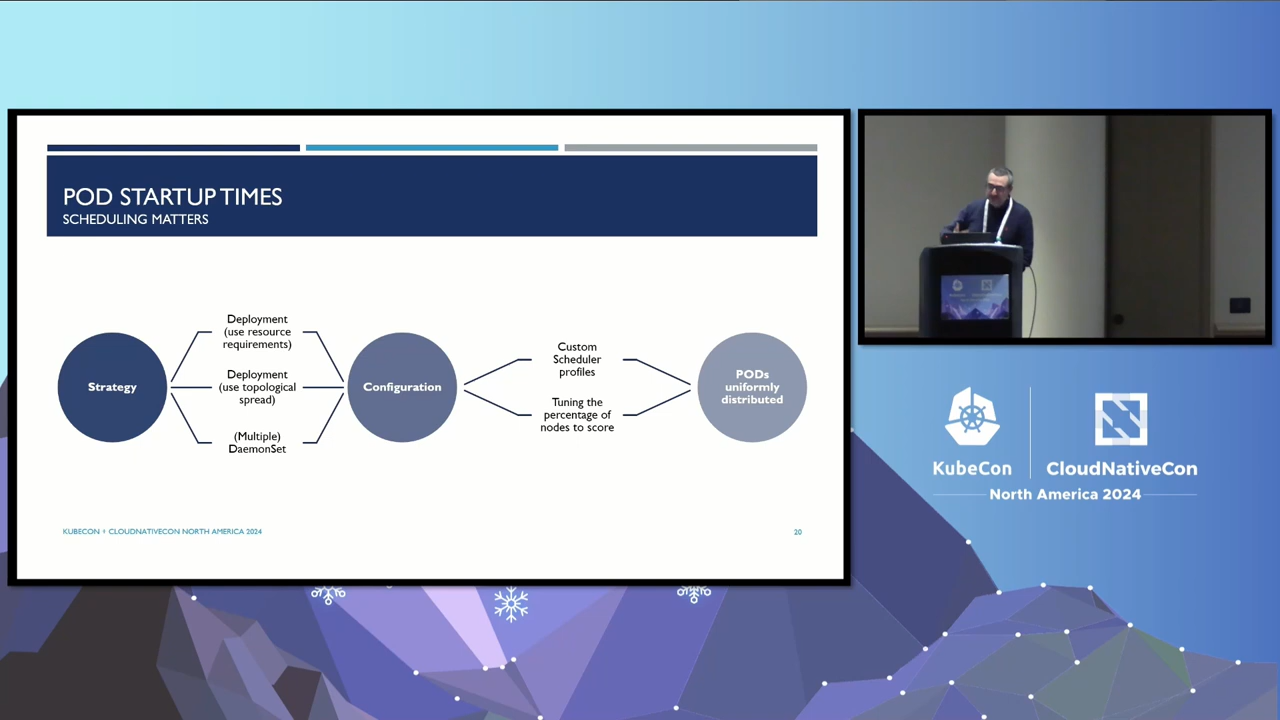 POD STARTUP TIMES
SCHEDULING MATTERS
Strategy
Deployment
(use resource
requirements)
Deployment
(use topological
spread)
(Multiple)
DaemonSet
Configuration
Custom
Scheduler
profiles
Tuning the
percentage of
nodes to score
PODs
uniformly
distributed
KUBECON + CLOUDNATIVECON NORTH AMERICA 2024
20
KubeCon
CloudNativeCon
North America 2024